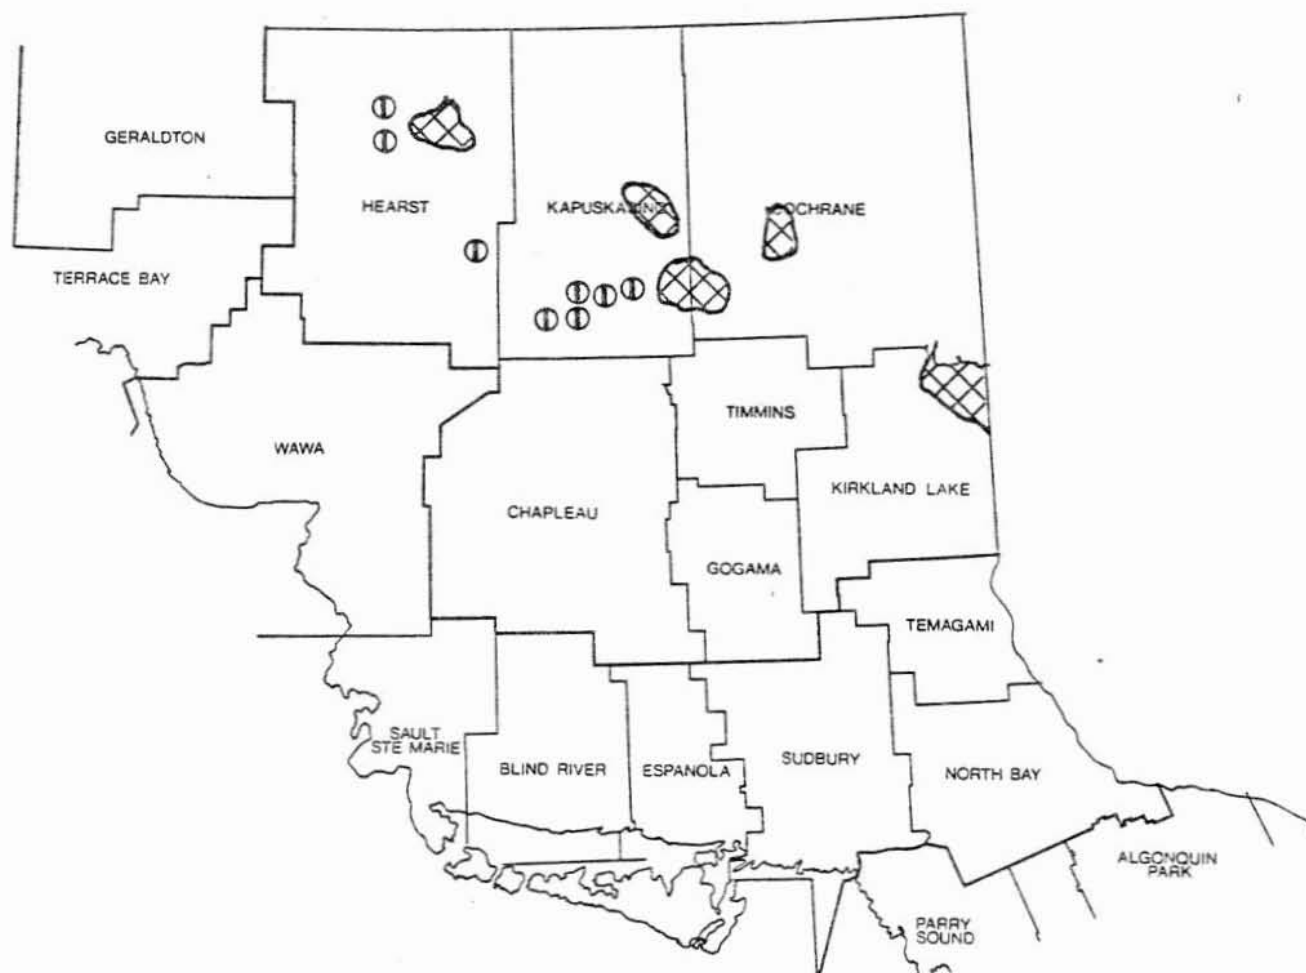 GERALDTON
HEARST
KAPUSKASING
COCHRANE
TERRACE BAY
TIMMINS
WAWA
KIRKLAND LAKE
CHAPLEAU
GOGAMA
TEMAGAMI
SAULT
STE MARIE
BLIND RIVER
ESPANOLA
SUDBURY
NORTH BAY
ALGONQUIN
PARK
PARRY
SOUND